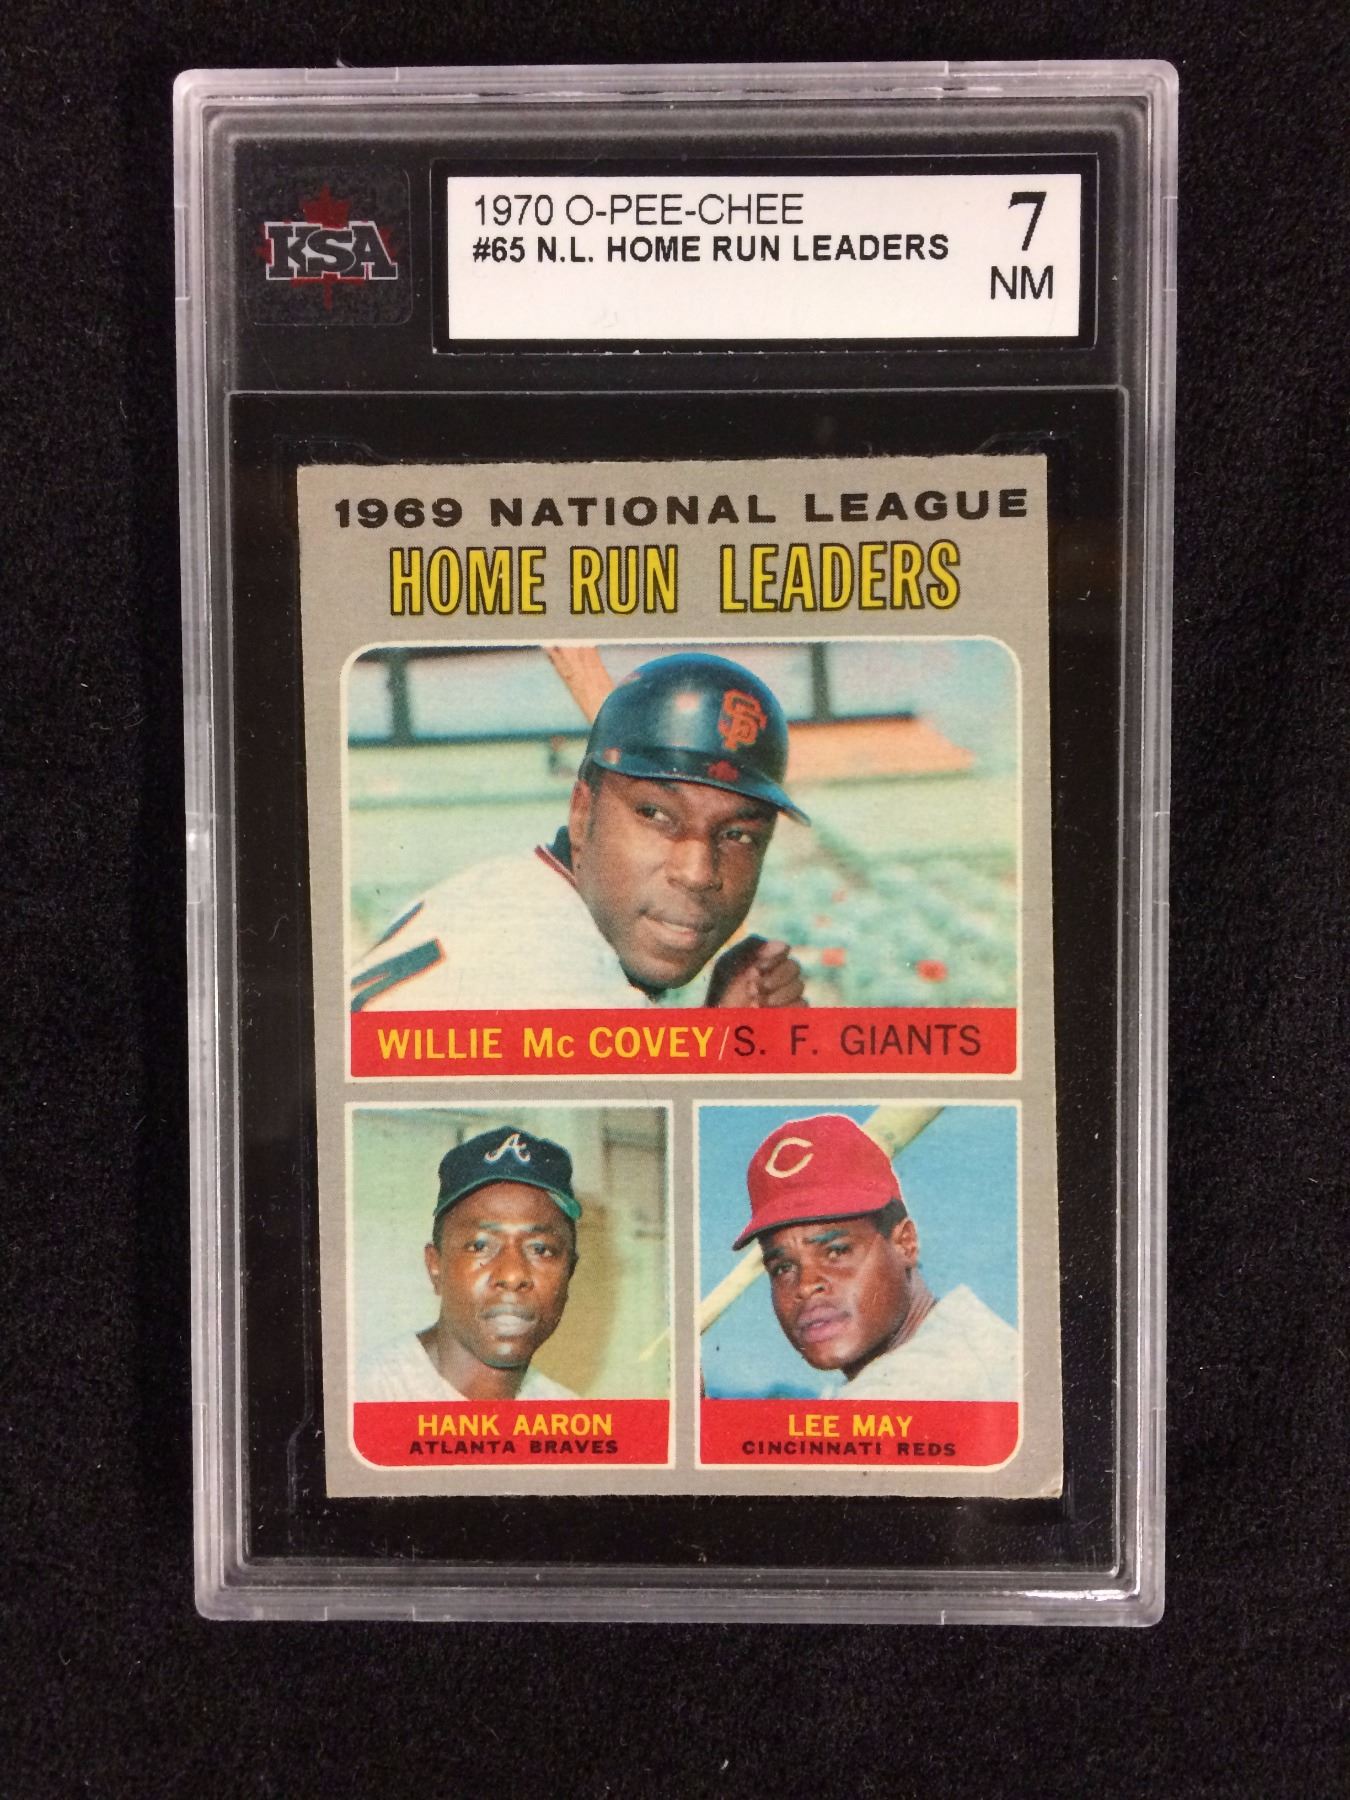 KSA
1970 O-PEE-CHEE
#65 N.L. HOME RUN LEADERS
7
NM
1969 NATIONAL LEAGUE
HOME RUN LEADERS
SF
WILLIE Mc COVEY/S. F. GIANTS
A
C
HANK AARON
ATLANTA BRAVES
LEE MAY
CINCINNATI REDS